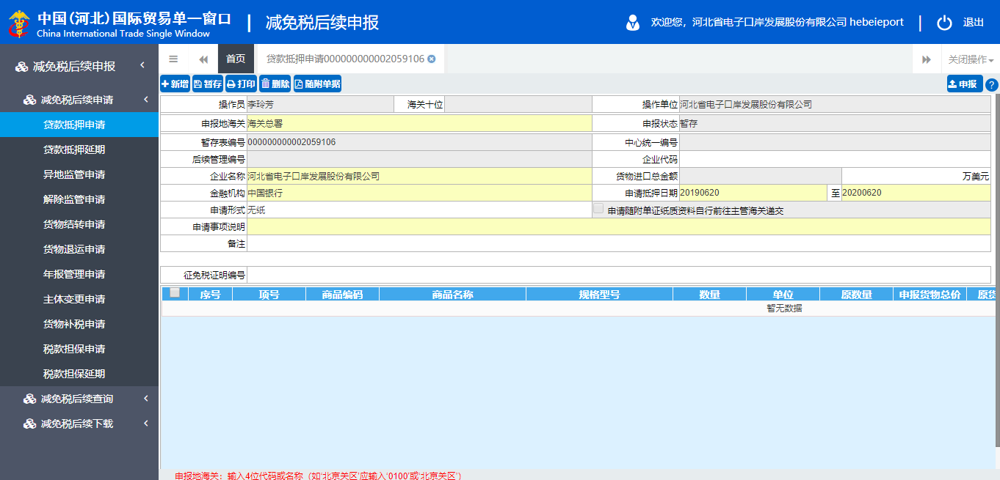 中国(河北)国际贸易单一窗口 | 减免税后续申报 欢迎您，河北省电子口岸发展股份有限公司 hebeieport | 退出
China International Trade Single Window
减免税后续申报
减免税后续申请
贷款抵押申请
贷款抵押延期
异地监管申请
解除监管申请
货物结转申请
货物退运申请
年报管理申请
主体变更申请
货物补税申请
税款担保申请
税款担保延期
减免税后续查询
减免税后续下载
首页 贷款抵押申请000000000002059106 关闭操作
新增 暂存 打印 删除 随附单据 申报 ?
操作员 李玲芳 海关十位 操作单位 河北省电子口岸发展股份有限公司
申报地海关 海关总署 申报状态 暂存
暂存表编号 000000000002059106 中心统一编号
后续管理编号 企业代码
企业名称 河北省电子口岸发展股份有限公司 货物进口总金额 万美元
金融机构 中国银行 申请抵押日期 20190620 至 20200620
申请形式 无纸 申请随附单证纸质资料自行前往主管海关递交
申请事项说明
备注
征免税证明编号
序号 项号 商品编码 商品名称 规格型号 数量 单位 原数量 申报货物总价 原货
暂无数据
申报地海关：输入4位代码或名称（如‘北京关区’应输入‘0100’或‘北京关区’）